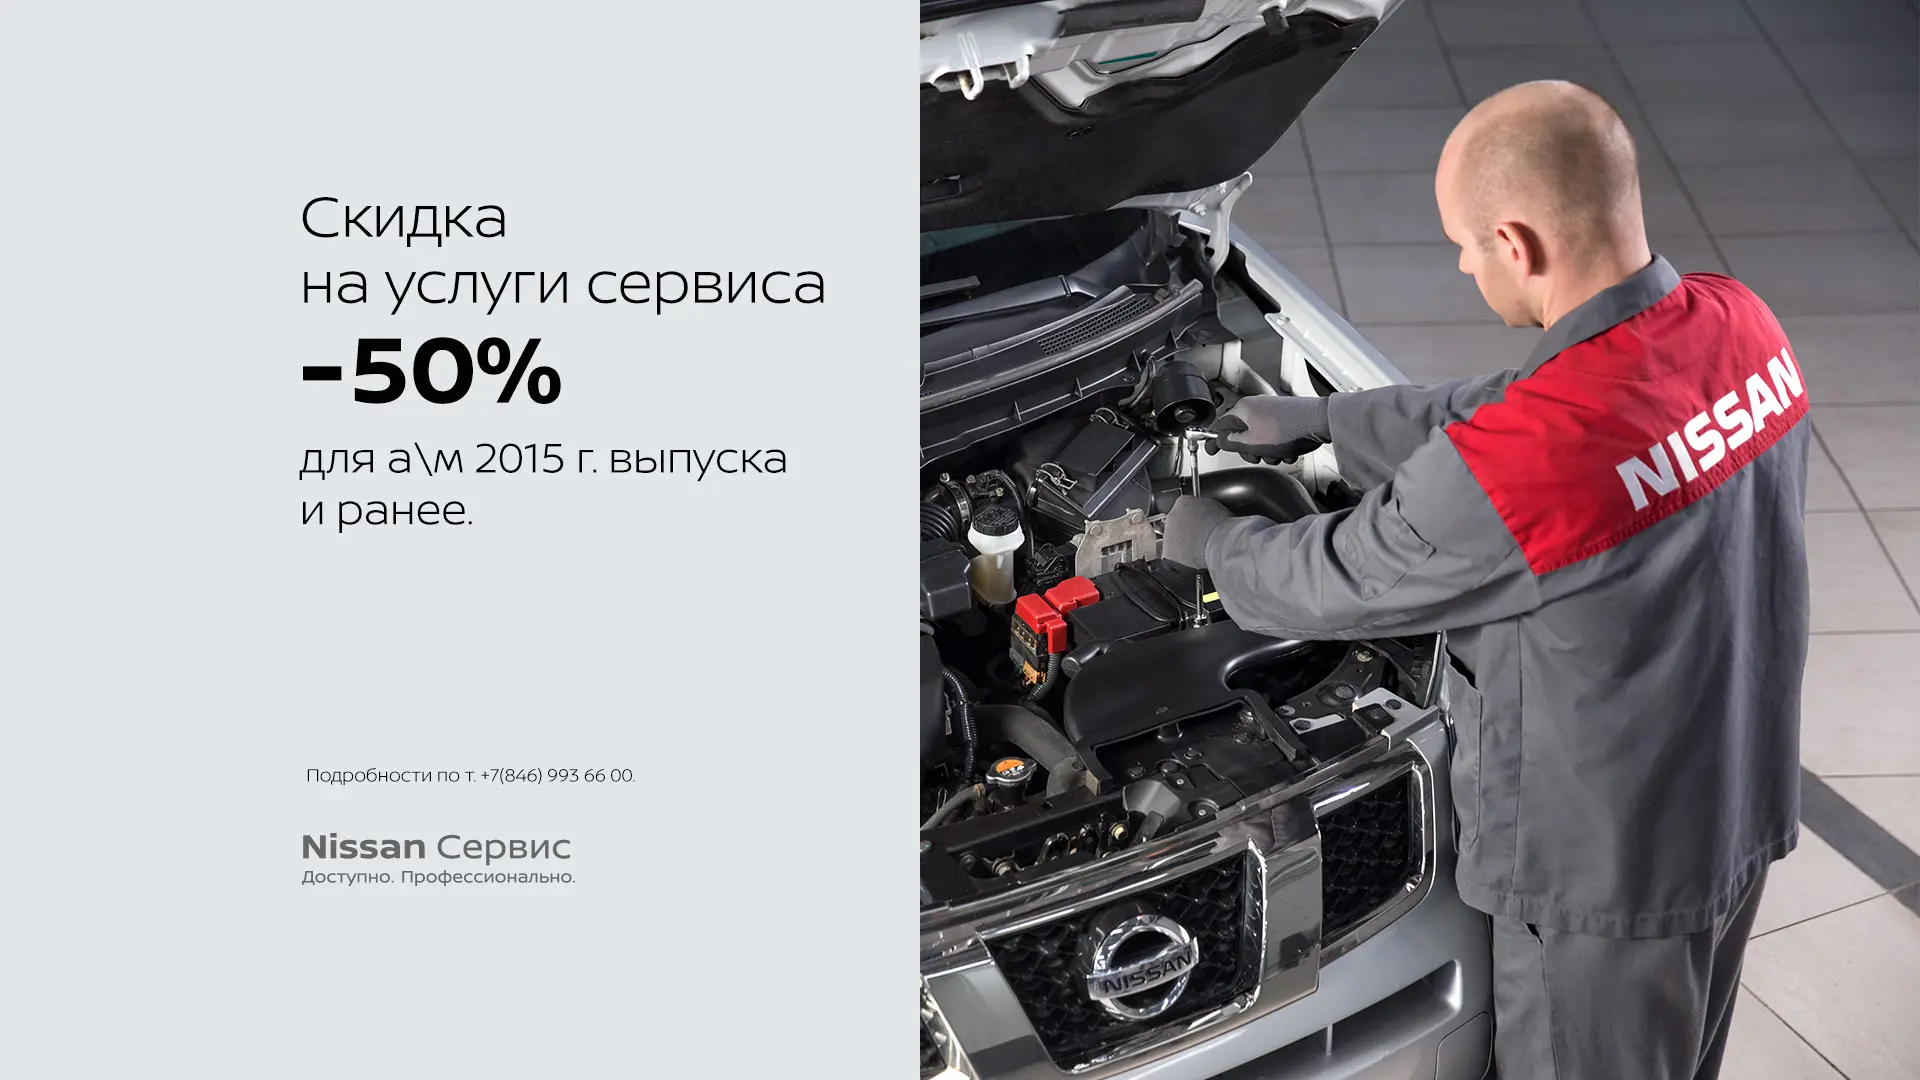 Скидка
на услуги сервиса
-50%
для а\м 2015 г. выпуска
и ранее.
Подробности по т. +7(846) 993 66 00.
Nissan Сервис
Доступно. Профессионально.
NISSAN
NISSAN